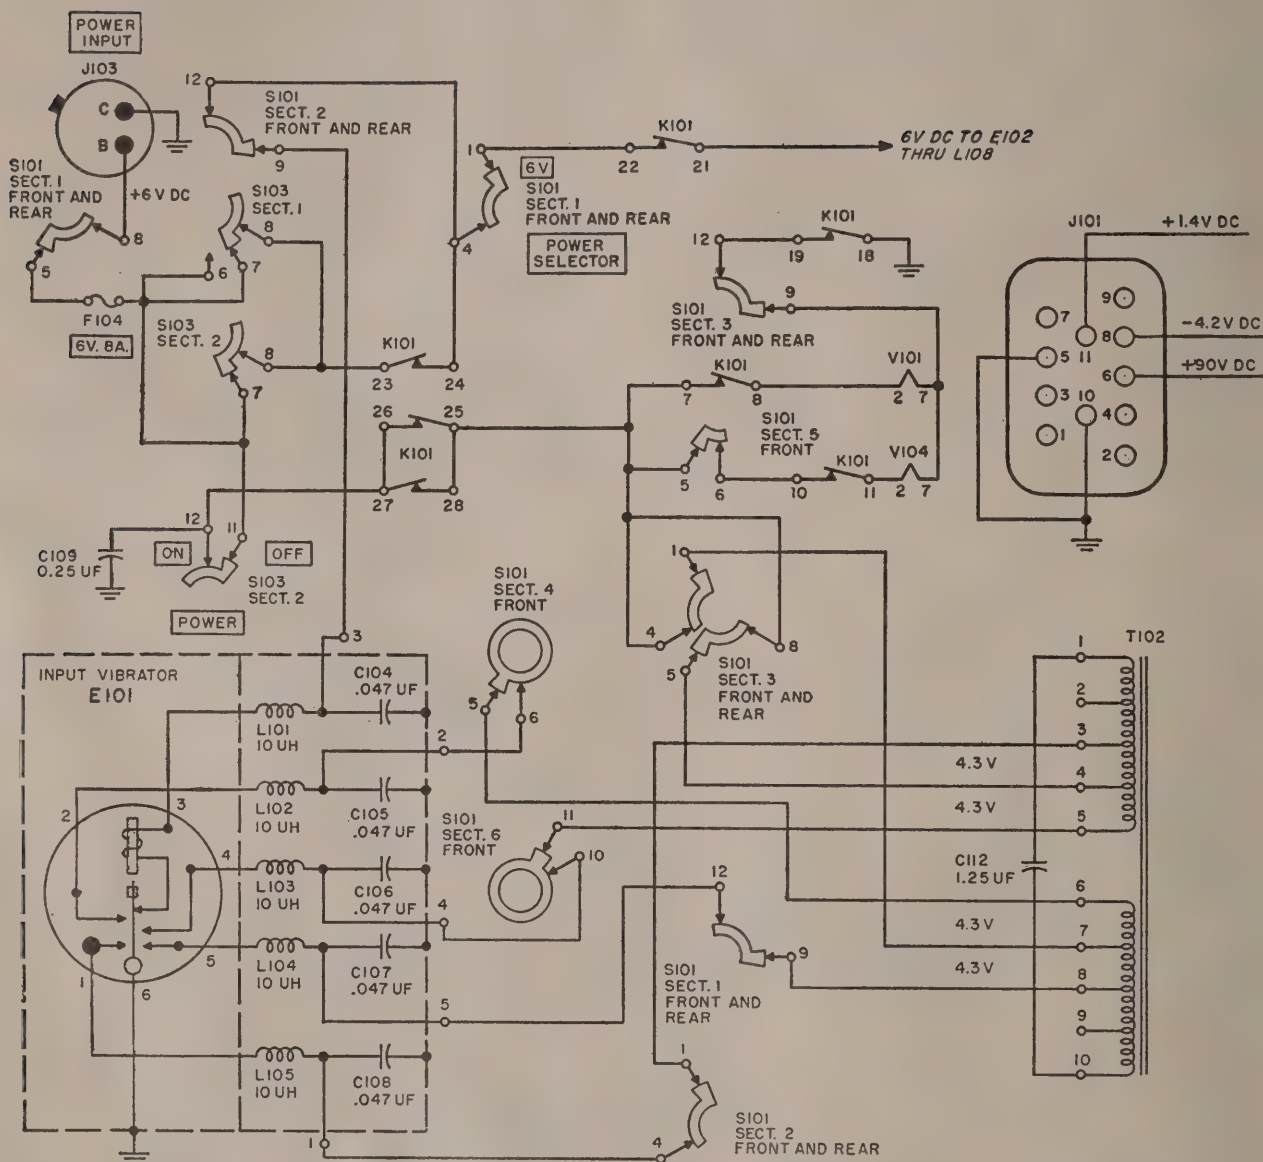 POWER
INPUT
J103
C
B
+6V DC
S101
SECT. 1
FRONT AND
REAR
8
5
F104
6V. 8A.
12
S101
SECT. 2
FRONT AND REAR
9
S103
SECT. 1
8
6
7
S103
SECT. 2
8
7
K101
23
24
26
25
K101
27
28
12
11
ON
OFF
C109
0.25 UF
S103
SECT. 2
POWER
1
6V
S101
SECT. 1
FRONT AND REAR
4
POWER
SELECTOR
K101
22
21
6V DC TO E102
THRU L108
12
K101
19
18
S101
SECT. 3
FRONT AND REAR
9
K101
7
8
V101
2
7
S101
SECT. 5
FRONT
5
6
K101
10
11
V104
2
7
J101
+1.4V DC
-4.2V DC
+90V DC
9
7
8
5
11
6
3
10
4
1
2
1
4
8
5
S101
SECT. 3
FRONT AND
REAR
S101
SECT. 4
FRONT
5
6
3
INPUT VIBRATOR
E101
C104
.047 UF
L101
10 UH
2
L102
10 UH
C105
.047 UF
L103
10 UH
C106
.047 UF
4
L104
10 UH
C107
.047 UF
5
L105
10 UH
C108
.047 UF
1
2
3
4
5
1
6
S101
SECT. 6
FRONT
11
10
12
9
S101
SECT. 1
FRONT AND
REAR
1
4
S101
SECT. 2
FRONT AND REAR
T102
1
2
3
4.3 V
4
4.3 V
5
C112
1.25 UF
6
4.3 V
7
4.3 V
8
9
10